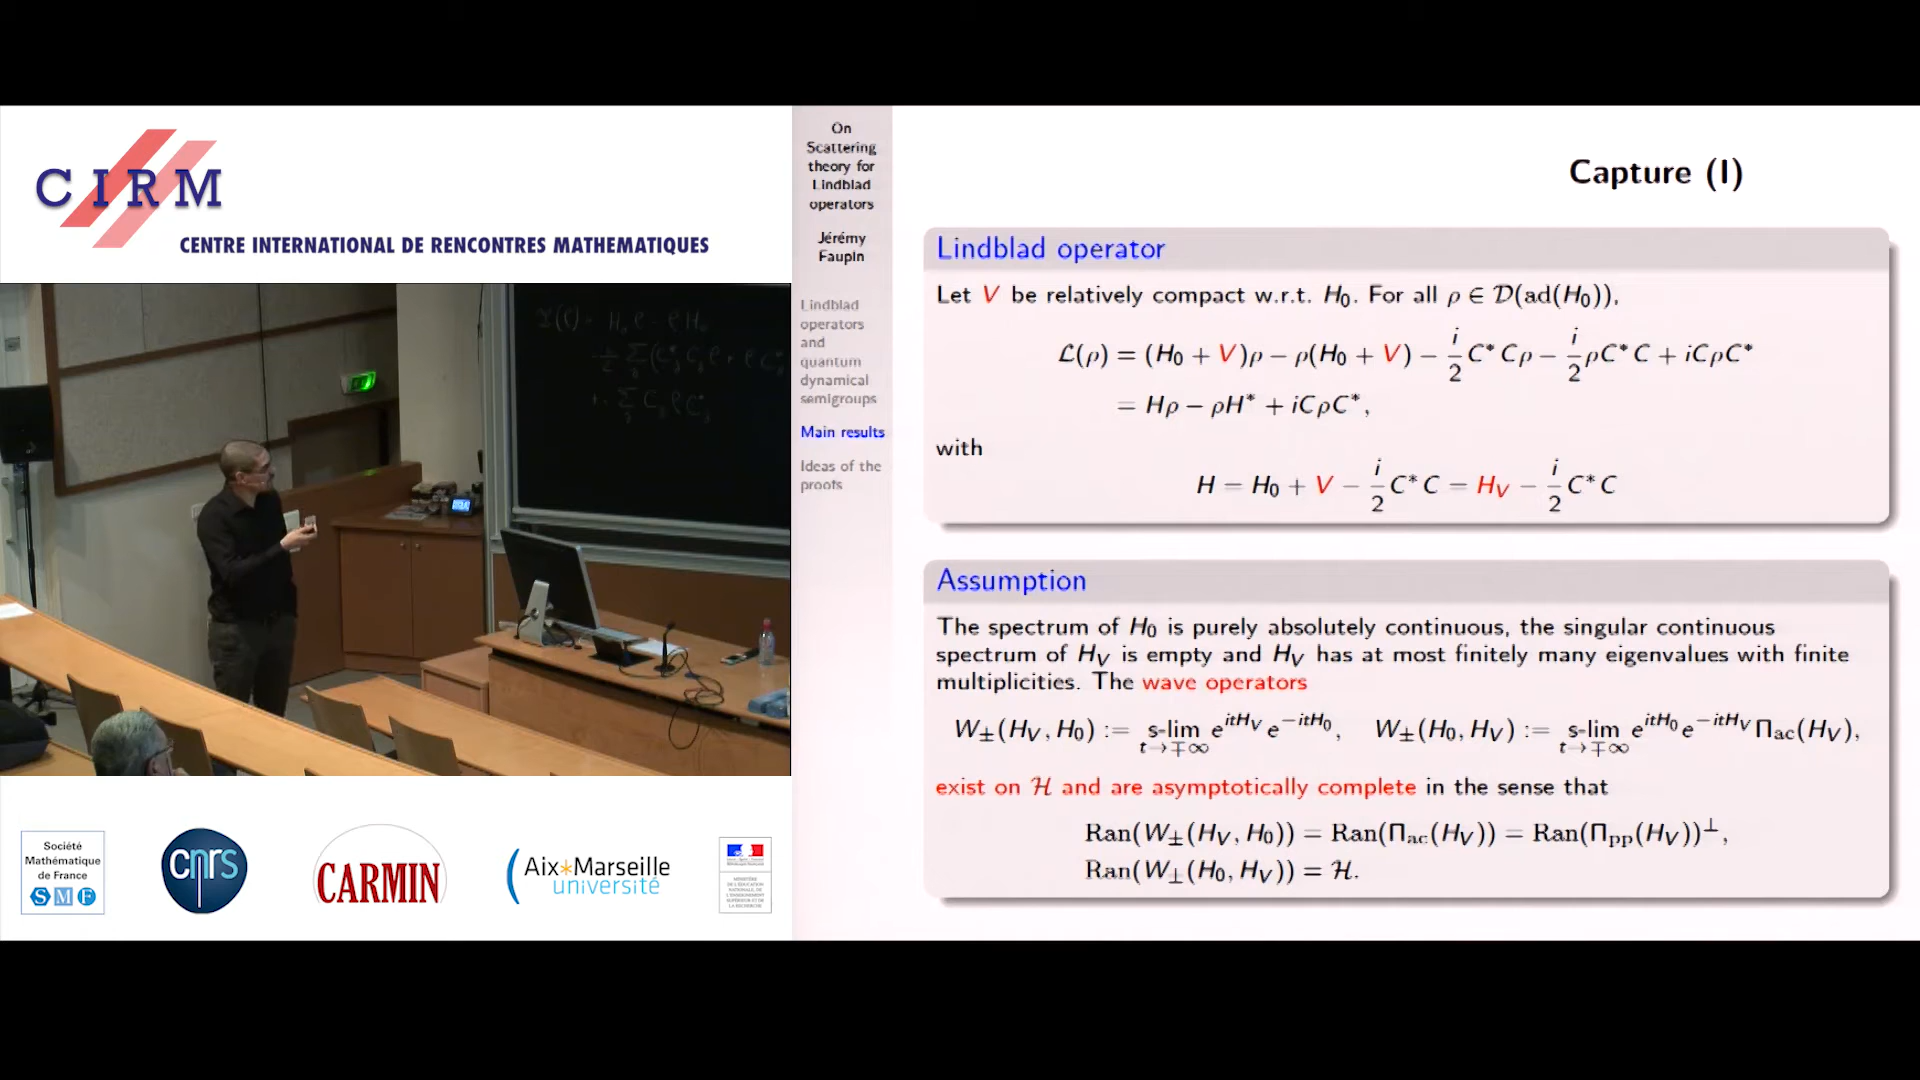 CIRM
CENTRE INTERNATIONAL DE RENCONTRES MATHEMATIQUES
Société
Mathématique
de France
S M F
cnrs
CARMIN
Aix*Marseille
université
On
Scattering
theory for
Lindblad
operators
Jérémy
Faupin
Lindblad
operators
and
quantum
dynamical
semigroups
Main results
Ideas of the
proofs
Capture (I)
Lindblad operator
Let V be relatively compact w.r.t. H₀. For all ρ ∈ 𝒟(ad(H₀)),
ℒ(ρ) = (H₀ + V)ρ − ρ(H₀ + V) − i/2 C*Cρ − i/2 ρC*C + iCρC*
= Hρ − ρH* + iCρC*,
with
H = H₀ + V − i/2 C*C = H_V − i/2 C*C
Assumption
The spectrum of H₀ is purely absolutely continuous, the singular continuous
spectrum of H_V is empty and H_V has at most finitely many eigenvalues with finite
multiplicities. The wave operators
W±(H_V, H₀) := s-lim_{t→∓∞} e^{itH_V} e^{−itH₀}, W±(H₀, H_V) := s-lim_{t→∓∞} e^{itH₀} e^{−itH_V} Π_ac(H_V),
exist on ℋ and are asymptotically complete in the sense that
Ran(W±(H_V, H₀)) = Ran(Π_ac(H_V)) = Ran(Π_pp(H_V))^⊥,
Ran(W±(H₀, H_V)) = ℋ.